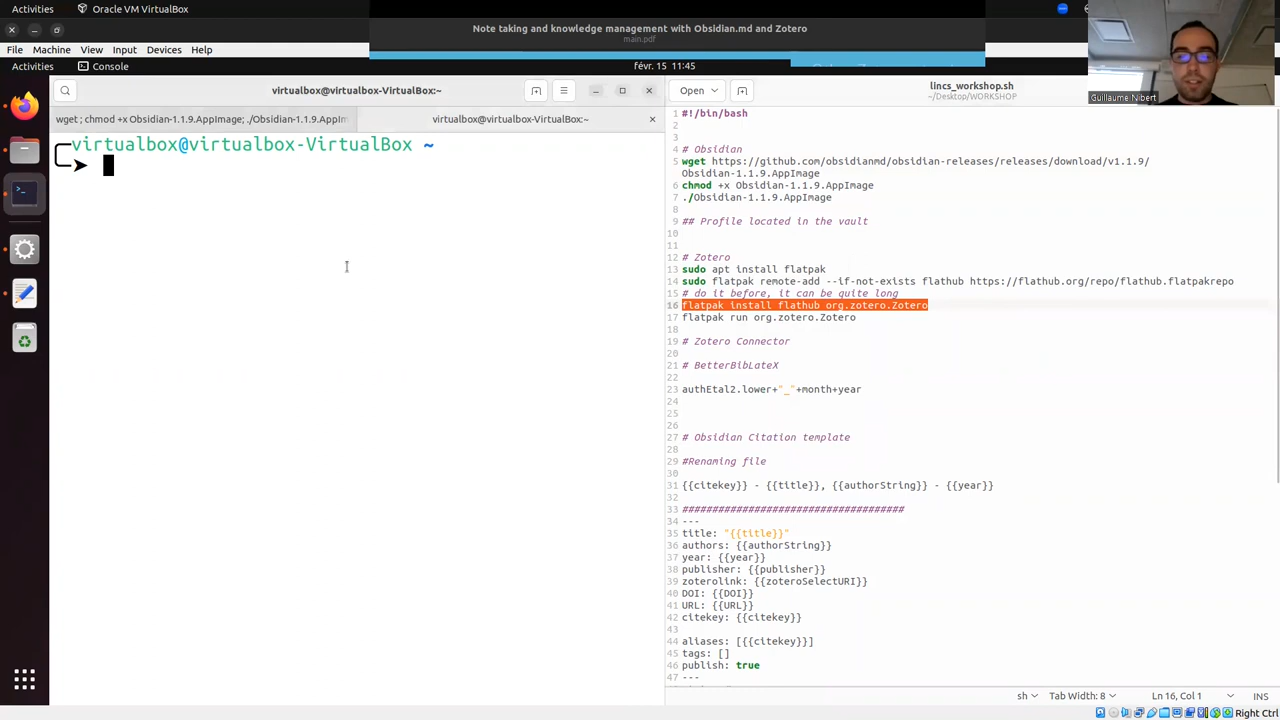 Activities
Oracle VM VirtualBox
Note taking and knowledge management with Obsidian.md and Zotero
main.pdf
File Machine View Input Devices Help
Activities
Console
févr. 15 11:45
Guillaume Nibert
virtualbox@virtualbox-VirtualBox:~
Open
lincs_workshop.sh
~/Desktop/WORKSHOP
wget ; chmod +x Obsidian-1.1.9.AppImage; ./Obsidian-1.1.9.AppIm
virtualbox@virtualbox-VirtualBox:~
virtualbox@virtualbox-VirtualBox ~
1 #!/bin/bash
2
3
4 # Obsidian
5 wget https://github.com/obsidianmd/obsidian-releases/releases/download/v1.1.9/
Obsidian-1.1.9.AppImage
6 chmod +x Obsidian-1.1.9.AppImage
7 ./Obsidian-1.1.9.AppImage
8
9 ## Profile located in the vault
10
11
12 # Zotero
13 sudo apt install flatpak
14 sudo flatpak remote-add --if-not-exists flathub https://flathub.org/repo/flathub.flatpakrepo
15 # do it before, it can be quite long
16 flatpak install flathub org.zotero.Zotero
17 flatpak run org.zotero.Zotero
18
19 # Zotero Connector
20
21 # BetterBibLateX
22
23 authEtal2.lower+"_"+month+year
24
25
26
27 # Obsidian Citation template
28
29 #Renaming file
30
31 {{citekey}} - {{title}}, {{authorString}} - {{year}}
32
33 #####################################
34 ---
35 title: "{{title}}"
36 authors: {{authorString}}
37 year: {{year}}
38 publisher: {{publisher}}
39 zoterolink: {{zoteroSelectURI}}
40 DOI: {{DOI}}
41 URL: {{URL}}
42 citekey: {{citekey}}
43
44 aliases: [{{citekey}}]
45 tags: []
46 publish: true
47 ---
sh Tab Width: 8 Ln 16, Col 1 INS
Right Ctrl